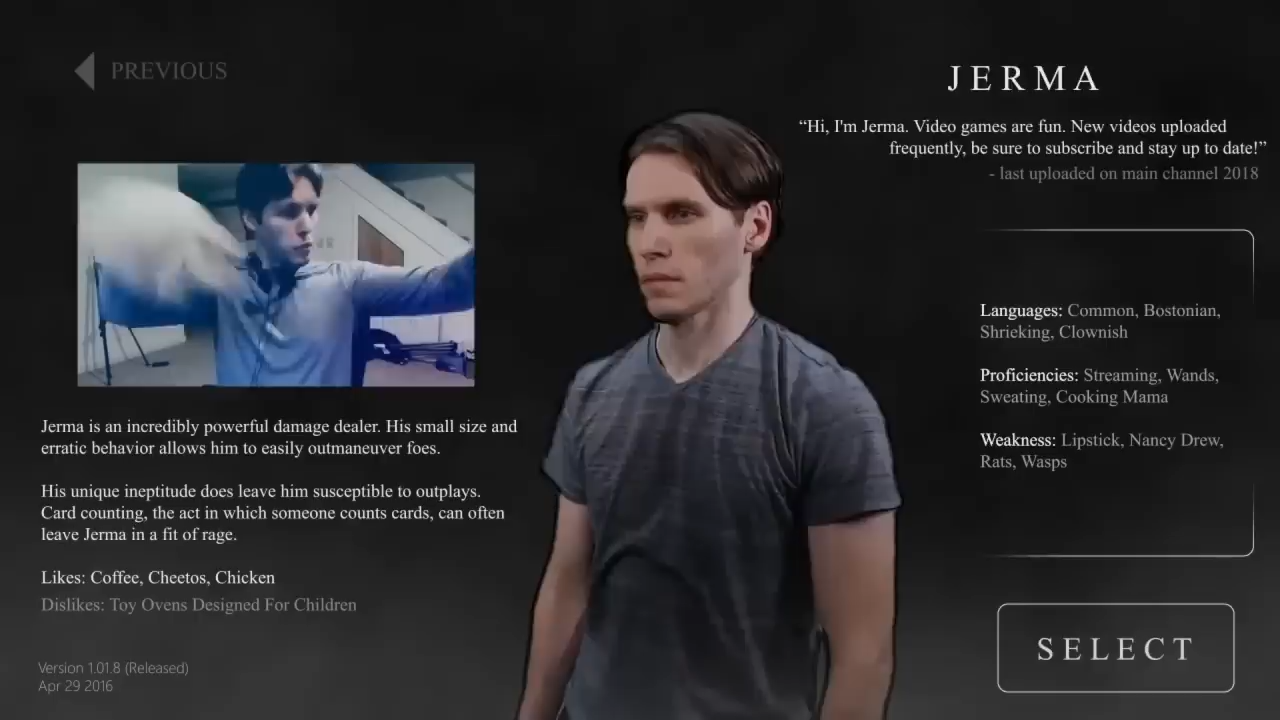 PREVIOUS
JERMA
“Hi, I'm Jerma. Video games are fun. New videos uploaded
frequently, be sure to subscribe and stay up to date!”
- last uploaded on main channel 2018
Jerma is an incredibly powerful damage dealer. His small size and
erratic behavior allows him to easily outmaneuver foes.
His unique ineptitude does leave him susceptible to outplays.
Card counting, the act in which someone counts cards, can often
leave Jerma in a fit of rage.
Likes: Coffee, Cheetos, Chicken
Dislikes: Toy Ovens Designed For Children
Version 1.01.8 (Released)
Apr 29 2016
Languages: Common, Bostonian,
Shrieking, Clownish
Proficiencies: Streaming, Wands,
Sweating, Cooking Mama
Weakness: Lipstick, Nancy Drew,
Rats, Wasps
SELECT